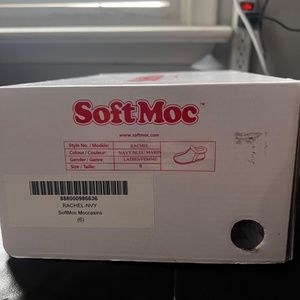 SoftMoc™
www.softmoc.com
Style No. / Modèle: RACHEL
Colour / Couleur: NAVY/BLEU MARIN
Gender / Genre LADIES/FEMME
Size / Taille: 6
888000986636
RACHEL-NVY
SoftMoc Moccasins
(6)